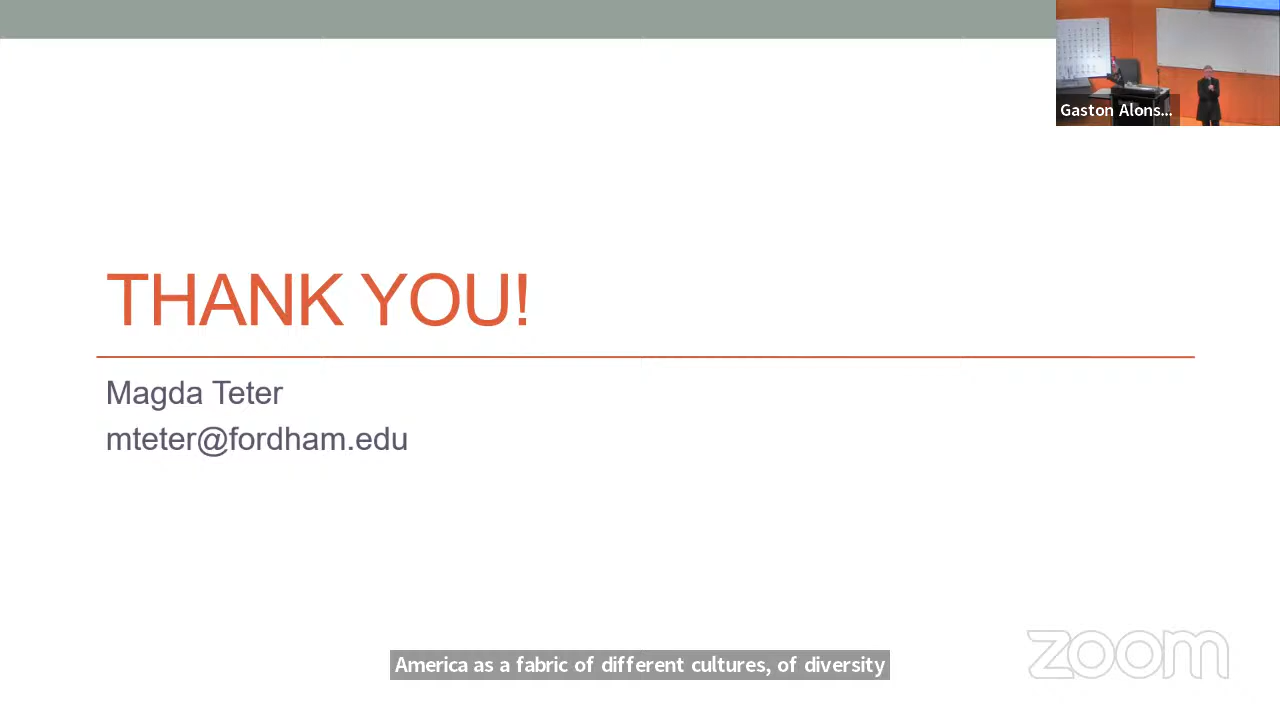 Gaston Alons...
THANK YOU!
Magda Teter
mteter@fordham.edu
America as a fabric of different cultures, of diversity
zoom